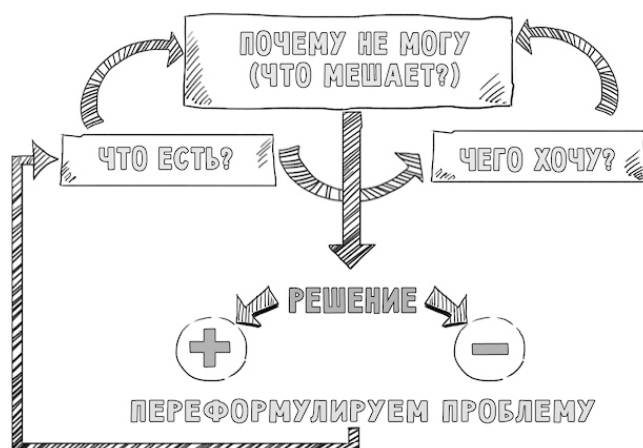 ПОЧЕМУ НЕ МОГУ
(ЧТО МЕШАЕТ?)
ЧТО ЕСТЬ?
ЧЕГО ХОЧУ?
РЕШЕНИЕ
+
−
ПЕРЕФОРМУЛИРУЕМ ПРОБЛЕМУ